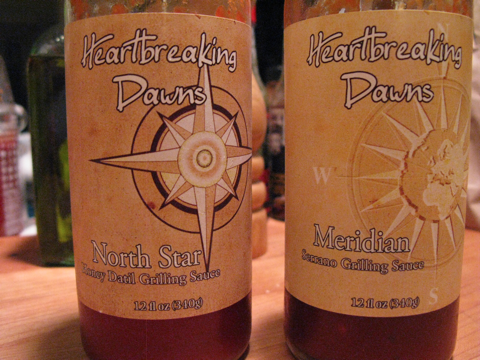 Heartbreaking
Dawns
North Star
Honey Datil Grilling Sauce
12 fl oz (340g)
Heartbreaking
Dawns
W
S
Meridian
Serrano Grilling Sauce
12 fl oz (340g)